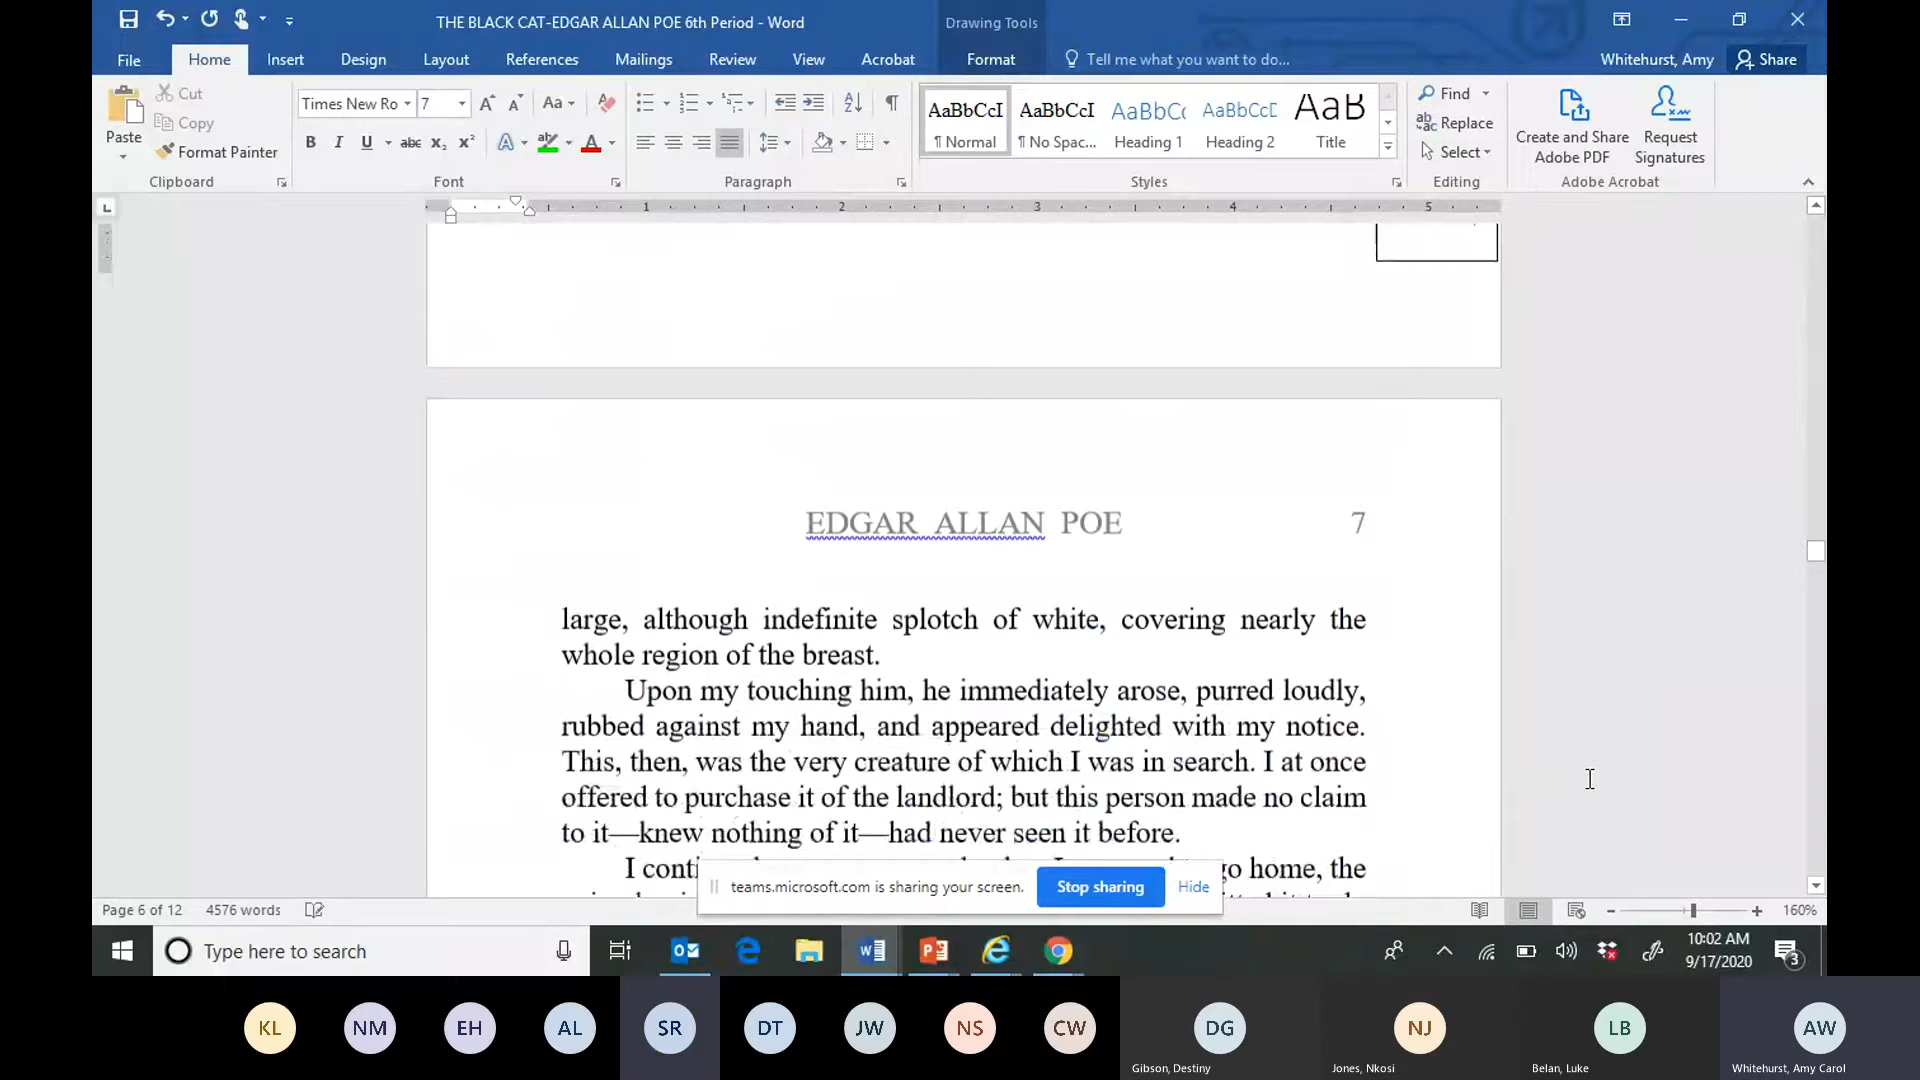 THE BLACK CAT-EDGAR ALLAN POE 6th Period - Word
Drawing Tools
File Home Insert Design Layout References Mailings Review View Acrobat Format Tell me what you want to do... Whitehurst, Amy Share
Paste
Cut
Copy
Format Painter
Clipboard
Times New Ro 7
Font
Paragraph
AaBbCcI AaBbCcI AaBbCc AaBbCcD AaB
¶ Normal ¶ No Spac... Heading 1 Heading 2 Title
Styles
Find
Replace
Select
Editing
Create and Share
Adobe PDF
Request
Signatures
Adobe Acrobat
1 2 3 4 5
EDGAR ALLAN POE 7
large, although indefinite splotch of white, covering nearly the
whole region of the breast.
Upon my touching him, he immediately arose, purred loudly,
rubbed against my hand, and appeared delighted with my notice.
This, then, was the very creature of which I was in search. I at once
offered to purchase it of the landlord; but this person made no claim
to it—knew nothing of it—had never seen it before.
I go home, the
teams.microsoft.com is sharing your screen. Stop sharing Hide
Page 6 of 12 4576 words 160%
Type here to search
10:02 AM
9/17/2020
3
KL NM EH AL SR DT JW NS CW DG NJ LB AW
Gibson, Destiny Jones, Nkosi Belan, Luke Whitehurst, Amy Carol